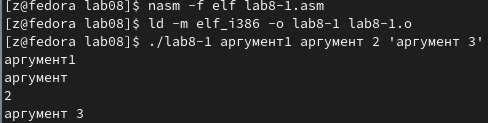 [z@fedora lab08]$ nasm -f elf lab8-1.asm
[z@fedora lab08]$ ld -m elf_i386 -o lab8-1 lab8-1.o
[z@fedora lab08]$ ./lab8-1 аргумент1 аргумент 2 'аргумент 3'
аргумент1
аргумент
2
аргумент 3